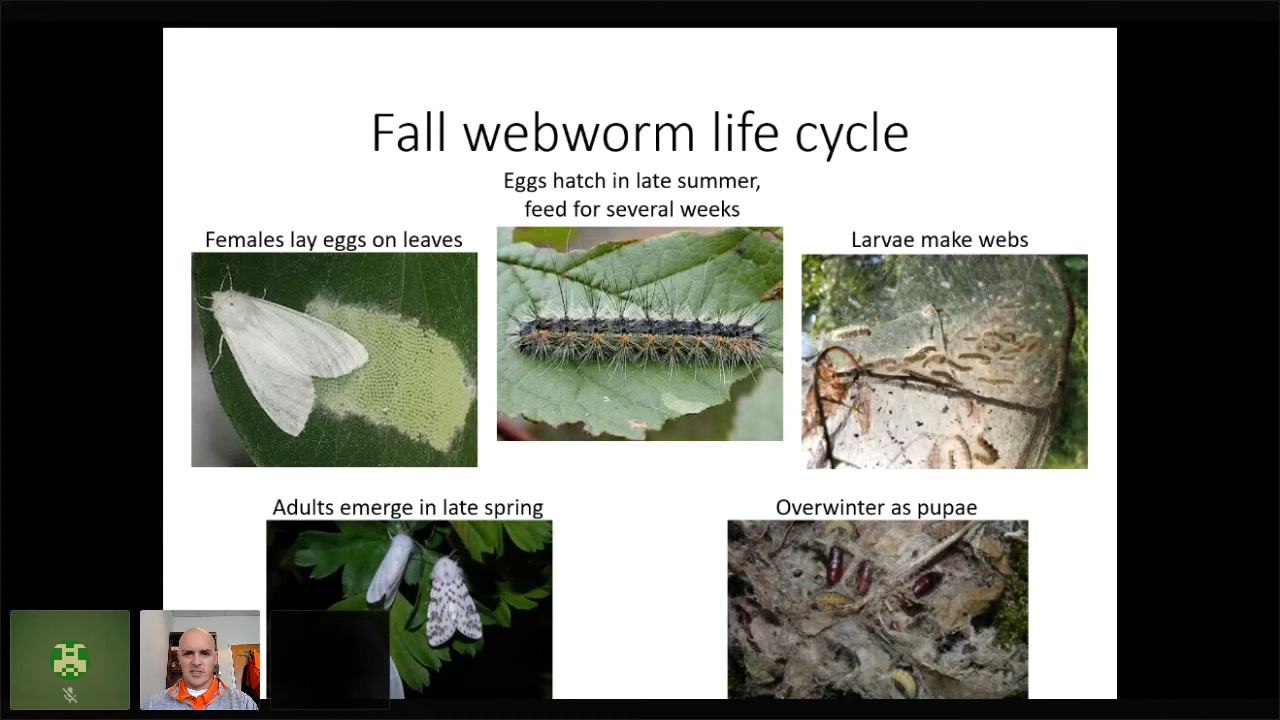 Fall webworm life cycle
Eggs hatch in late summer,
feed for several weeks
Females lay eggs on leaves
Larvae make webs
Adults emerge in late spring
Overwinter as pupae